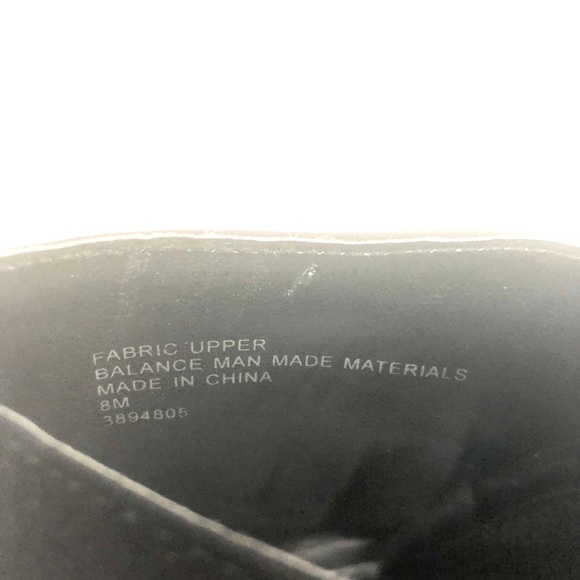 FABRIC UPPER
BALANCE MAN MADE MATERIALS
MADE IN CHINA
8M
3894805